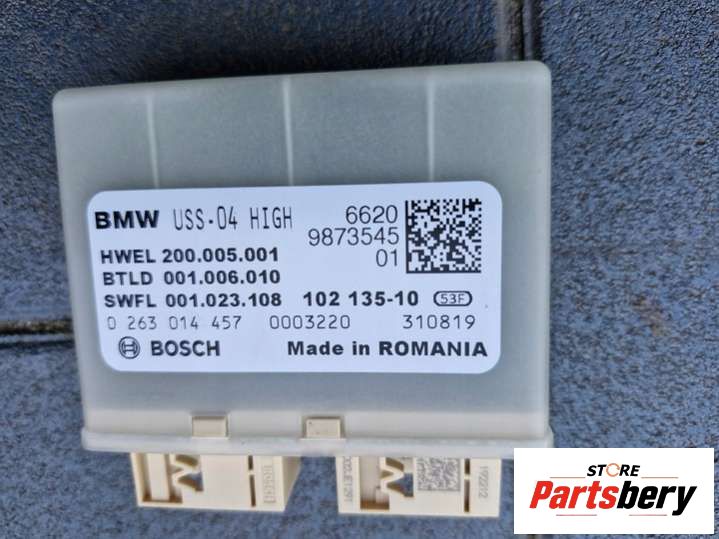 BMW USS-04 HIGH 6620
9873545
01
HWEL 200.005.001
BTLD 001.006.010
SWFL 001.023.108 102 135-10 53F
0 263 014 457 0003220 310819
BOSCH Made in ROMANIA
192212
STORE
Partsbery